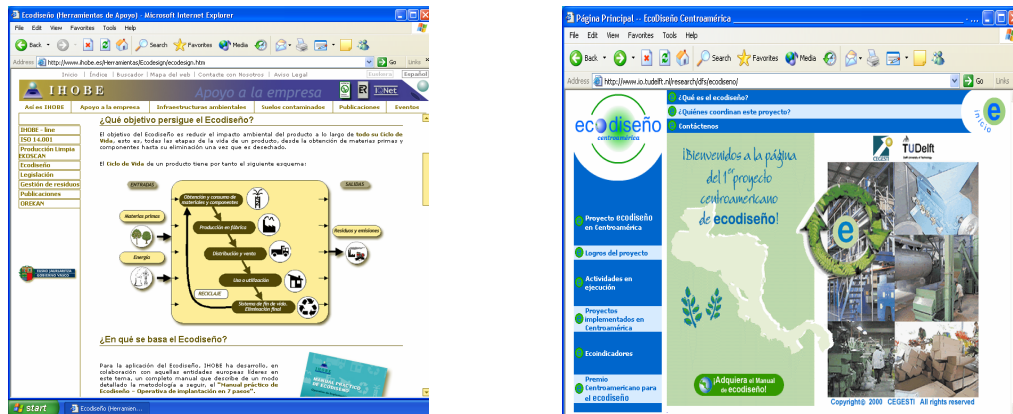 Ecodiseño (Herramientas de Apoyo) - Microsoft Internet Explorer
File Edit View Favorites Tools Help
Back Search Favorites Media
Address http://www.ihobe.es/Herramientas/Ecodesign/ecodesign.htm Go Links
Inicio | Índice | Buscador | Mapa del web | Contacte con Nosotros | Aviso Legal Euskera Español
IHOBE Apoyo a la empresa
Así es IHOBE Apoyo a la empresa Infraestructuras ambientales Suelos contaminados Publicaciones Eventos
IHOBE - line
ISO 14.001
Producción Limpia
EKOSCAN
Ecodiseño
Legislación
Gestión de residuos
Publicaciones
OREKAN
¿Qué objetivo persigue el Ecodiseño?
El objetivo del Ecodiseño es reducir el impacto ambiental del producto a lo largo de todo su Ciclo de
Vida, esto es, todas las etapas de la vida de un producto, desde la obtención de materias primas y
componentes hasta su eliminación una vez que es desechado.
El Ciclo de Vida de un producto tiene por tanto el siguiente esquema:
ENTRADAS SALIDAS
Obtención y consumo de
materiales y componentes
Materias primas
Producción en fábrica
Residuos y emisiones
Distribución y venta
Energía
Uso o utilización
RECICLAJE
Sistema de fin de vida.
Eliminación final
¿En qué se basa el Ecodiseño?
Para la aplicación del Ecodiseño, IHOBE ha desarrollo, en
colaboración con aquellas entidades europeas líderes en
este tema, un completo manual que describe de un modo
detallado la metodología a seguir, el "Manual práctico de
Ecodiseño - Operativa de implantación en 7 pasos".
MANUAL PRÁCTICO
DE ECODISEÑO
start Ecodiseño (Herramien...
Página Principal -- EcoDiseño Centroamérica
File Edit View Favorites Tools Help
Back Search Favorites Media
Address http://www.io.tudelft.nl/research/dfs/ecodiseno/ Go Links
ecodiseño
centroamérica
¿Qué es el ecodiseño?
¿Quiénes coordinan este proyecto?
Contáctenos
e
inicio
¡Bienvenidos a la página
del 1er proyecto
centroamericano
de ecodiseño!
CEGESTI
TUDelft
e
Proyecto ecodiseño
en Centroamérica
Logros del proyecto
Actividades en
ejecución
Proyectos
implementados en
Centroamérica
Ecoindicadores
Premio
Centroamericano para
el ecodiseño
¡Adquiera el Manual
de ecodiseño!
Copyright© 2000 CEGESTI All rights reserved